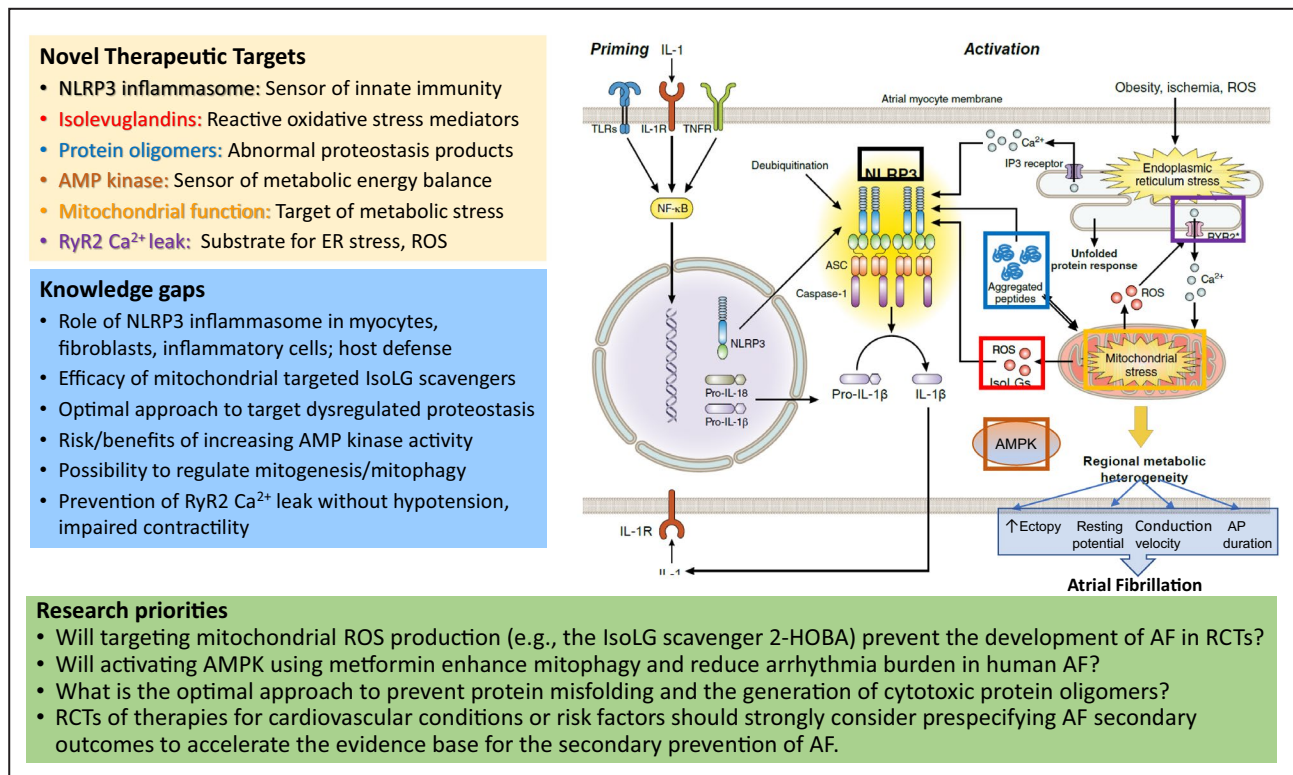 Novel Therapeutic Targets
• NLRP3 inflammasome: Sensor of innate immunity
• Isolevuglandins: Reactive oxidative stress mediators
• Protein oligomers: Abnormal proteostasis products
• AMP kinase: Sensor of metabolic energy balance
• Mitochondrial function: Target of metabolic stress
• RyR2 Ca²⁺ leak: Substrate for ER stress, ROS
Knowledge gaps
• Role of NLRP3 inflammasome in myocytes,
fibroblasts, inflammatory cells; host defense
• Efficacy of mitochondrial targeted IsoLG scavengers
• Optimal approach to target dysregulated proteostasis
• Risk/benefits of increasing AMP kinase activity
• Possibility to regulate mitogenesis/mitophagy
• Prevention of RyR2 Ca²⁺ leak without hypotension,
impaired contractility
Priming
IL-1
Activation
Obesity, ischemia, ROS
Atrial myocyte membrane
TLRs
IL-1R
TNFR
Ca²⁺
IP3 receptor
Endoplasmic
reticulum stress
Deubiquitination
NLRP3
NF-κB
RYR2*
Unfolded
protein response
ASC
Caspase-1
Aggregated
peptides
ROS
Ca²⁺
NLRP3
ROS
IsoLGs
Mitochondrial
stress
Pro-IL-18
Pro-IL-1β
Pro-IL-1β
IL-1β
AMPK
Regional metabolic
heterogeneity
IL-1R
IL-1
↑Ectopy
Resting
potential
Conduction
velocity
AP
duration
Atrial Fibrillation
Research priorities
• Will targeting mitochondrial ROS production (e.g., the IsoLG scavenger 2-HOBA) prevent the development of AF in RCTs?
• Will activating AMPK using metformin enhance mitophagy and reduce arrhythmia burden in human AF?
• What is the optimal approach to prevent protein misfolding and the generation of cytotoxic protein oligomers?
• RCTs of therapies for cardiovascular conditions or risk factors should strongly consider prespecifying AF secondary
outcomes to accelerate the evidence base for the secondary prevention of AF.